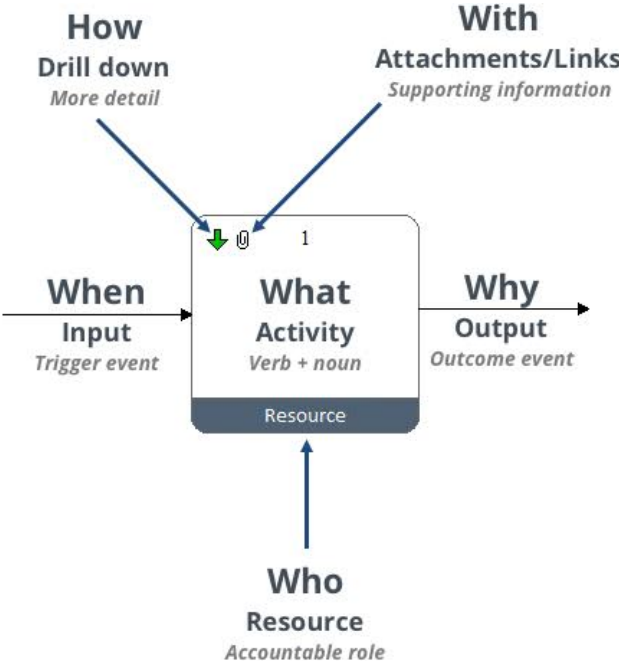 How
Drill down
More detail
With
Attachments/Links
Supporting information
1
When
Input
Trigger event
What
Activity
Verb + noun
Why
Output
Outcome event
Resource
Who
Resource
Accountable role